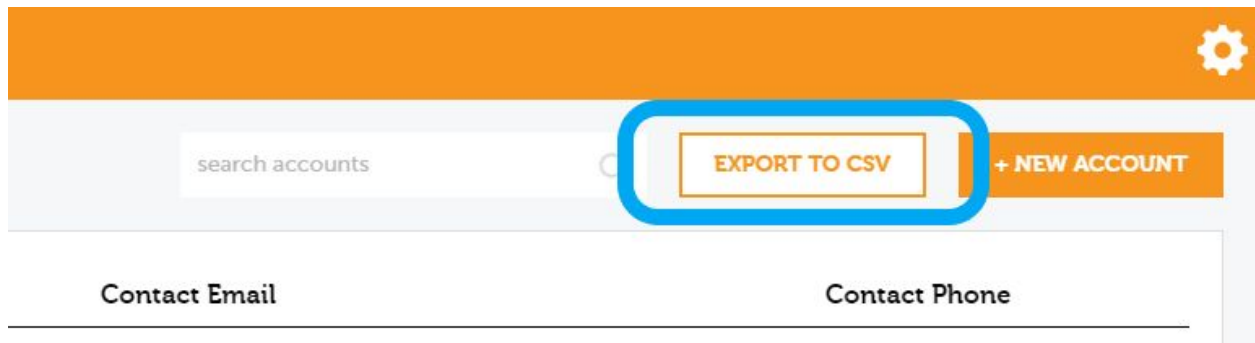 search accounts
EXPORT TO CSV
+ NEW ACCOUNT
Contact Email
Contact Phone